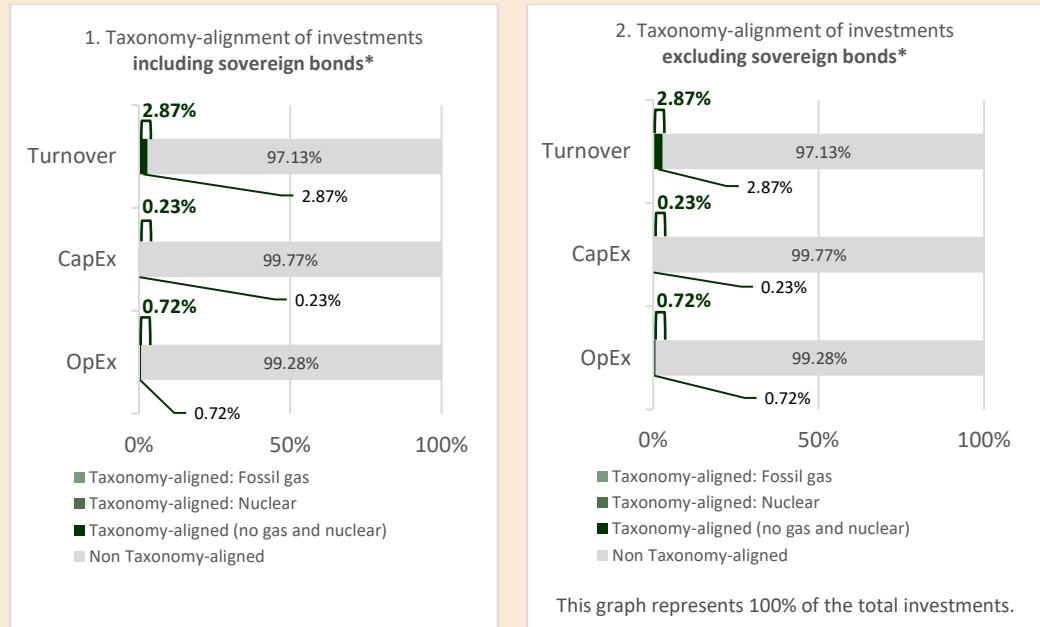 1. Taxonomy-alignment of investments
including sovereign bonds*
2.87%
Turnover
97.13%
2.87%
0.23%
CapEx
99.77%
0.23%
0.72%
OpEx
99.28%
0.72%
0%
50%
100%
Taxonomy-aligned: Fossil gas
Taxonomy-aligned: Nuclear
Taxonomy-aligned (no gas and nuclear)
Non Taxonomy-aligned
2. Taxonomy-alignment of investments
excluding sovereign bonds*
2.87%
Turnover
97.13%
2.87%
0.23%
CapEx
99.77%
0.23%
0.72%
OpEx
99.28%
0.72%
0%
50%
100%
Taxonomy-aligned: Fossil gas
Taxonomy-aligned: Nuclear
Taxonomy-aligned (no gas and nuclear)
Non Taxonomy-aligned
This graph represents 100% of the total investments.